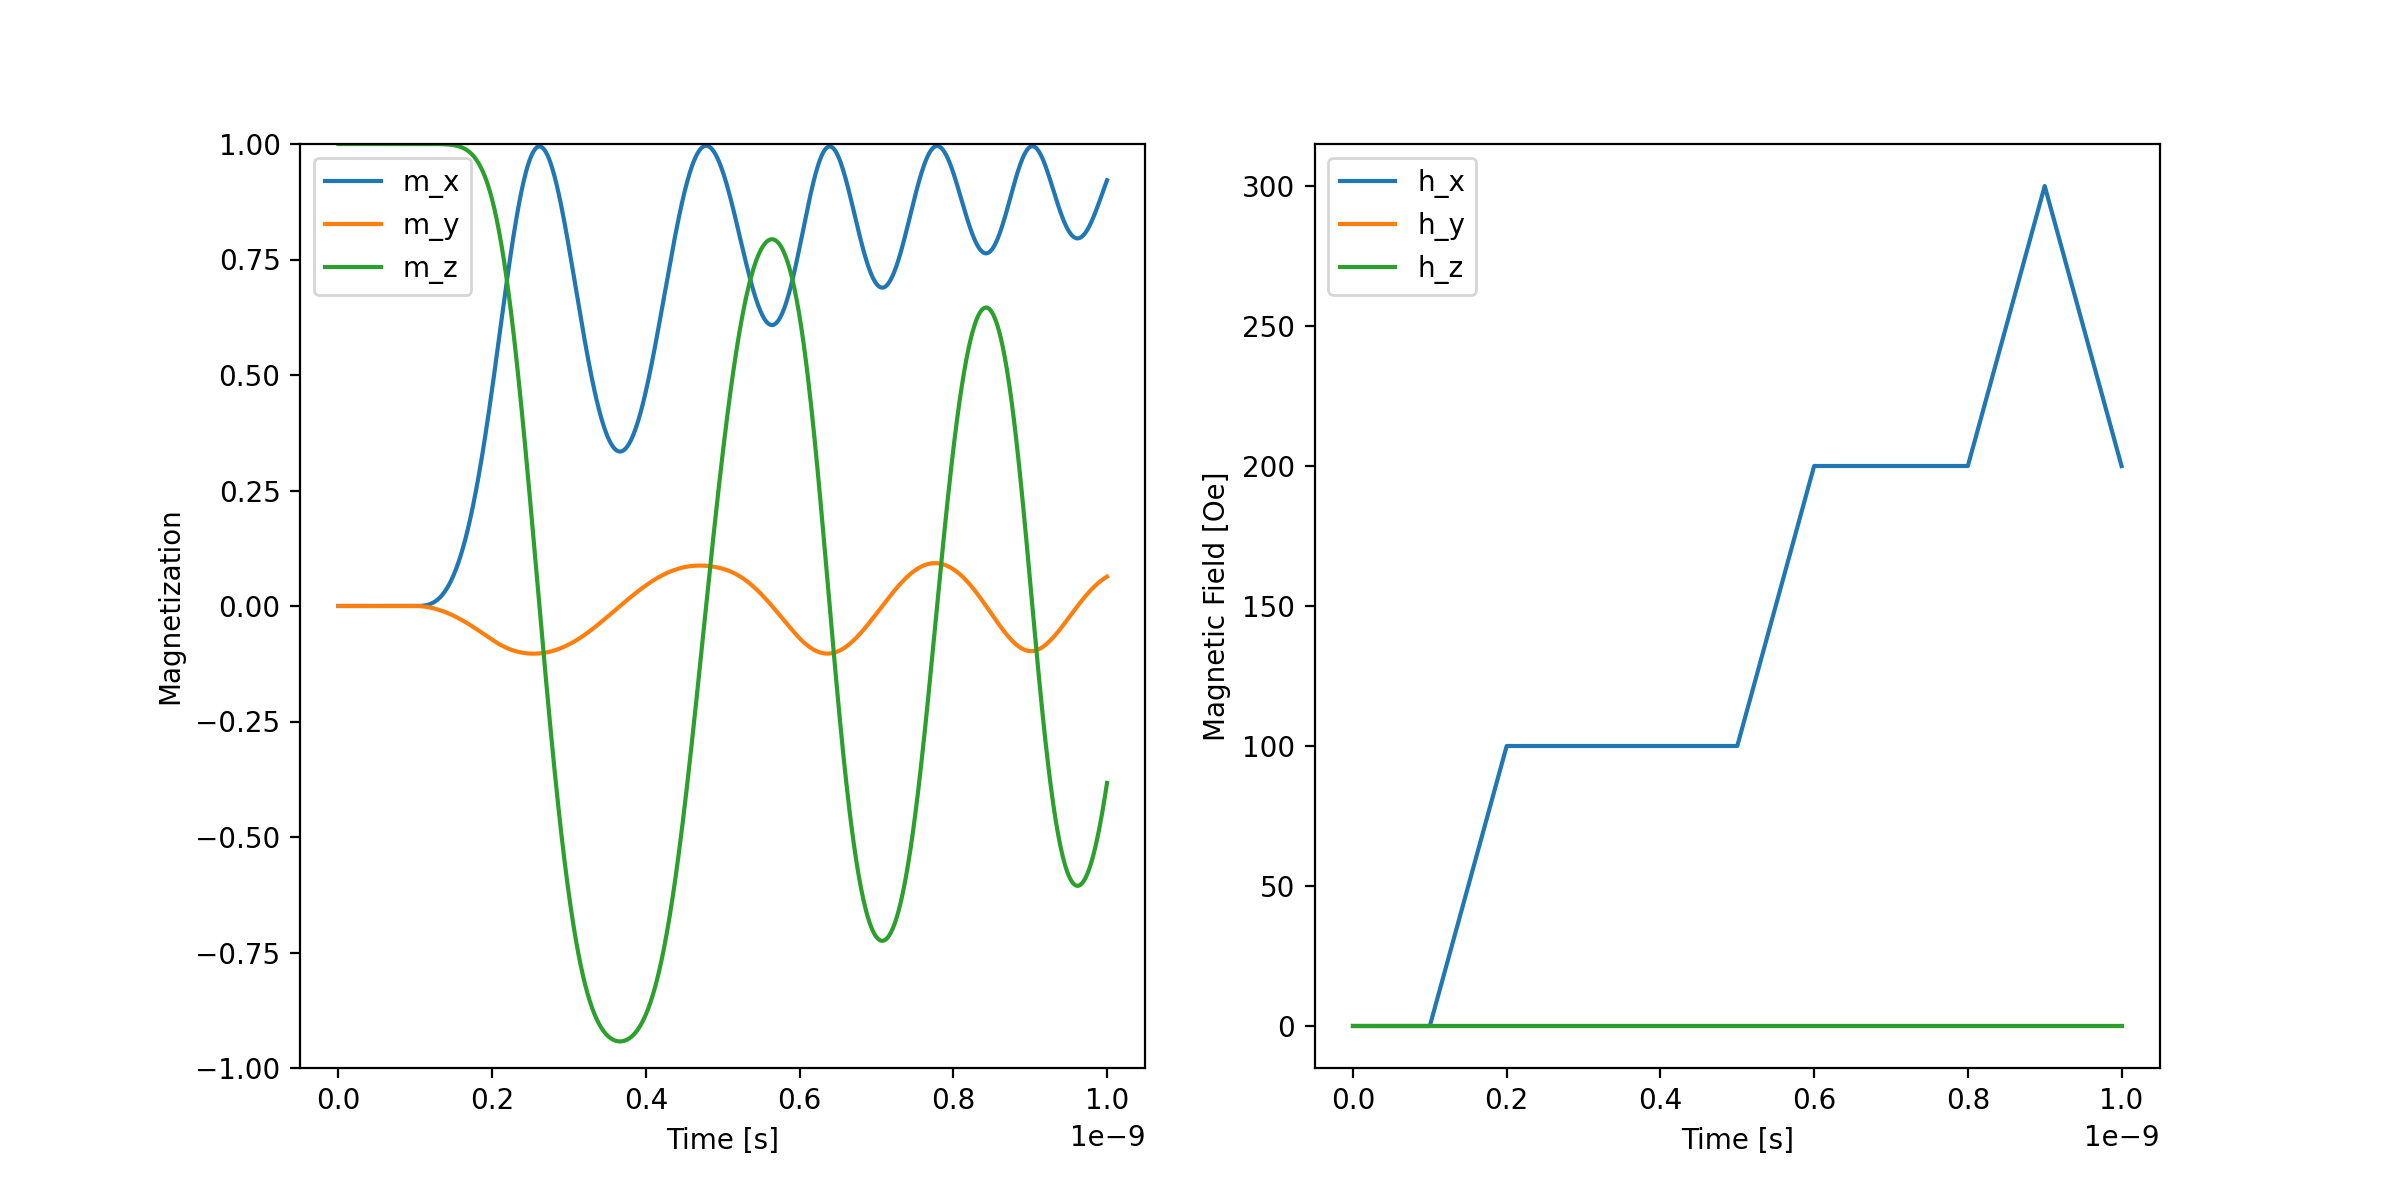 1.00
0.75
0.50
0.25
0.00
−0.25
−0.50
−0.75
−1.00
Magnetization
m_x
m_y
m_z
0.0 0.2 0.4 0.6 0.8 1.0
1e−9
Time [s]
300
250
200
150
100
50
0
Magnetic Field [Oe]
h_x
h_y
h_z
0.0 0.2 0.4 0.6 0.8 1.0
1e−9
Time [s]